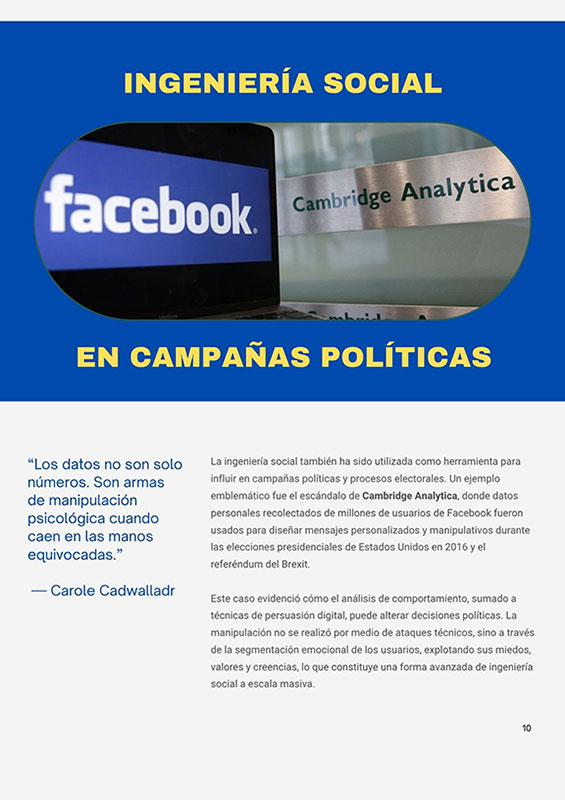 INGENIERÍA SOCIAL
facebook.
Cambridge Analytica
EN CAMPAÑAS POLÍTICAS
“Los datos no son solo
números. Son armas
de manipulación
psicológica cuando
caen en las manos
equivocadas.”
— Carole Cadwalladr
La ingeniería social también ha sido utilizada como herramienta para
influir en campañas políticas y procesos electorales. Un ejemplo
emblemático fue el escándalo de Cambridge Analytica, donde datos
personales recolectados de millones de usuarios de Facebook fueron
usados para diseñar mensajes personalizados y manipulativos durante
las elecciones presidenciales de Estados Unidos en 2016 y el
referéndum del Brexit.
Este caso evidenció cómo el análisis de comportamiento, sumado a
técnicas de persuasión digital, puede alterar decisiones políticas. La
manipulación no se realizó por medio de ataques técnicos, sino a través
de la segmentación emocional de los usuarios, explotando sus miedos,
valores y creencias, lo que constituye una forma avanzada de ingeniería
social a escala masiva.
10